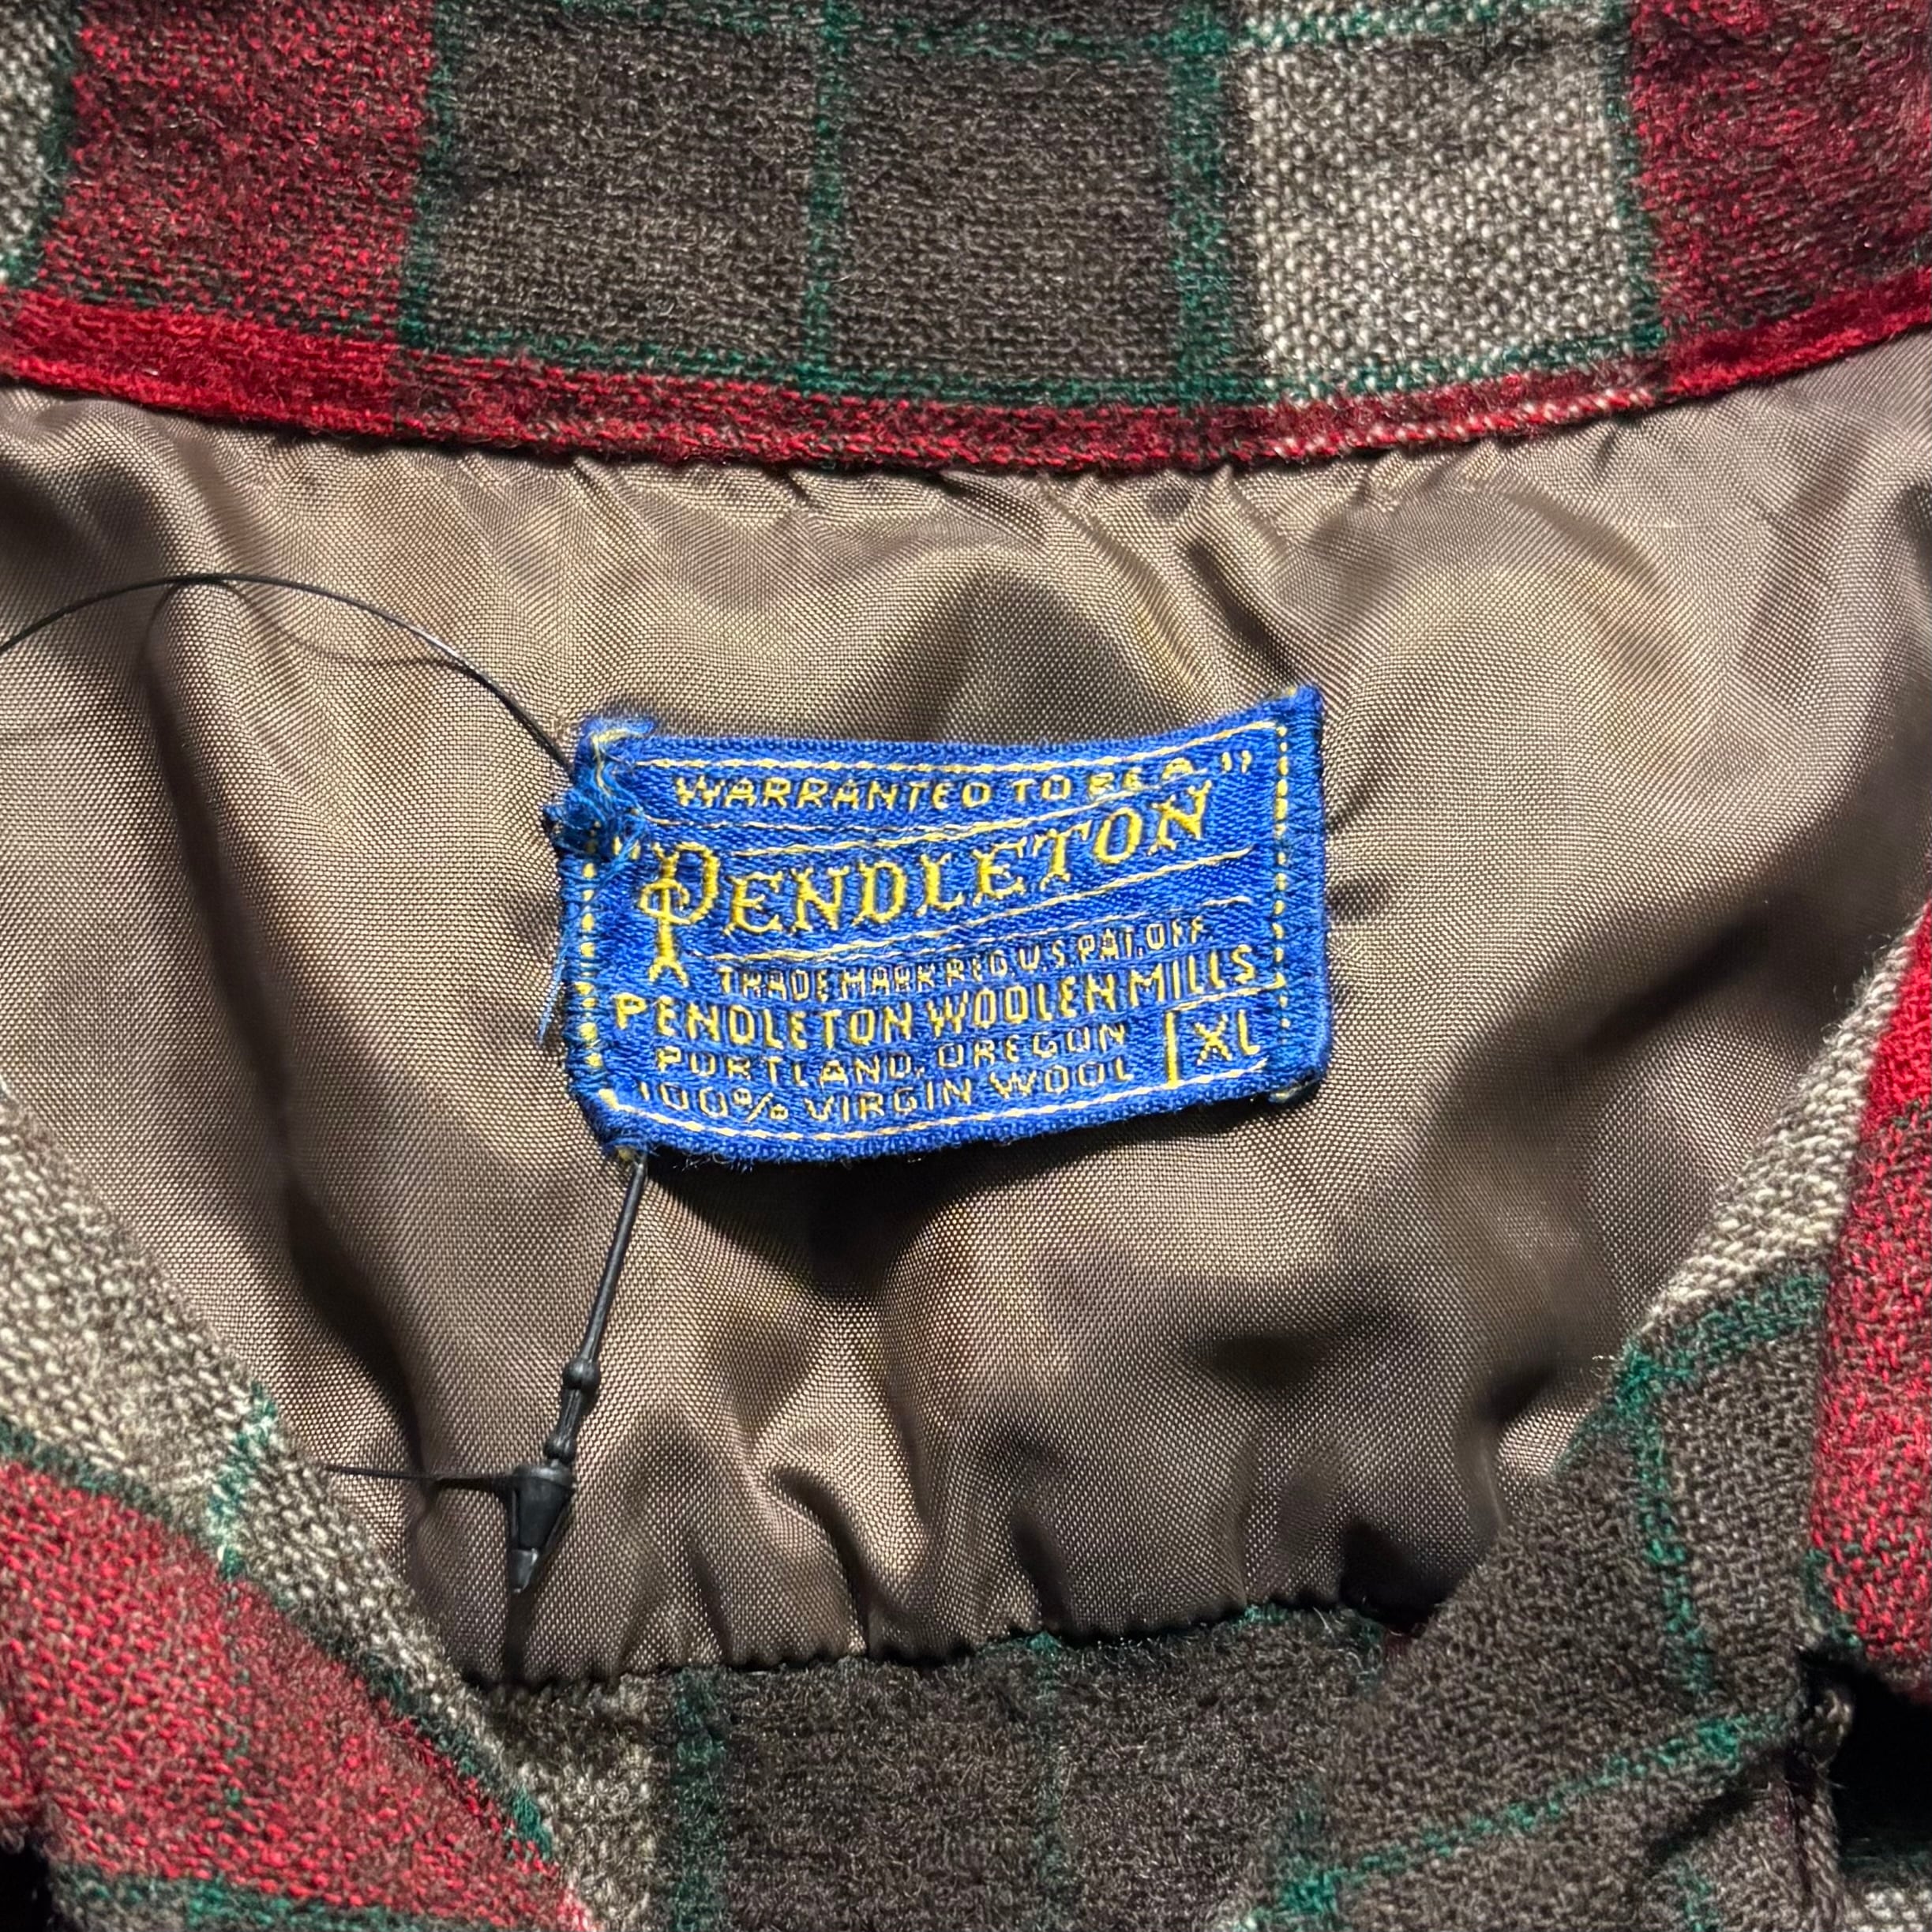 WARRANTED TO BE A "
"PENDLETON
TRADE MARK REG. U.S. PAT. OFF.
PENDLETON WOOLEN MILLS
PORTLAND, OREGON
100% VIRGIN WOOL
XL